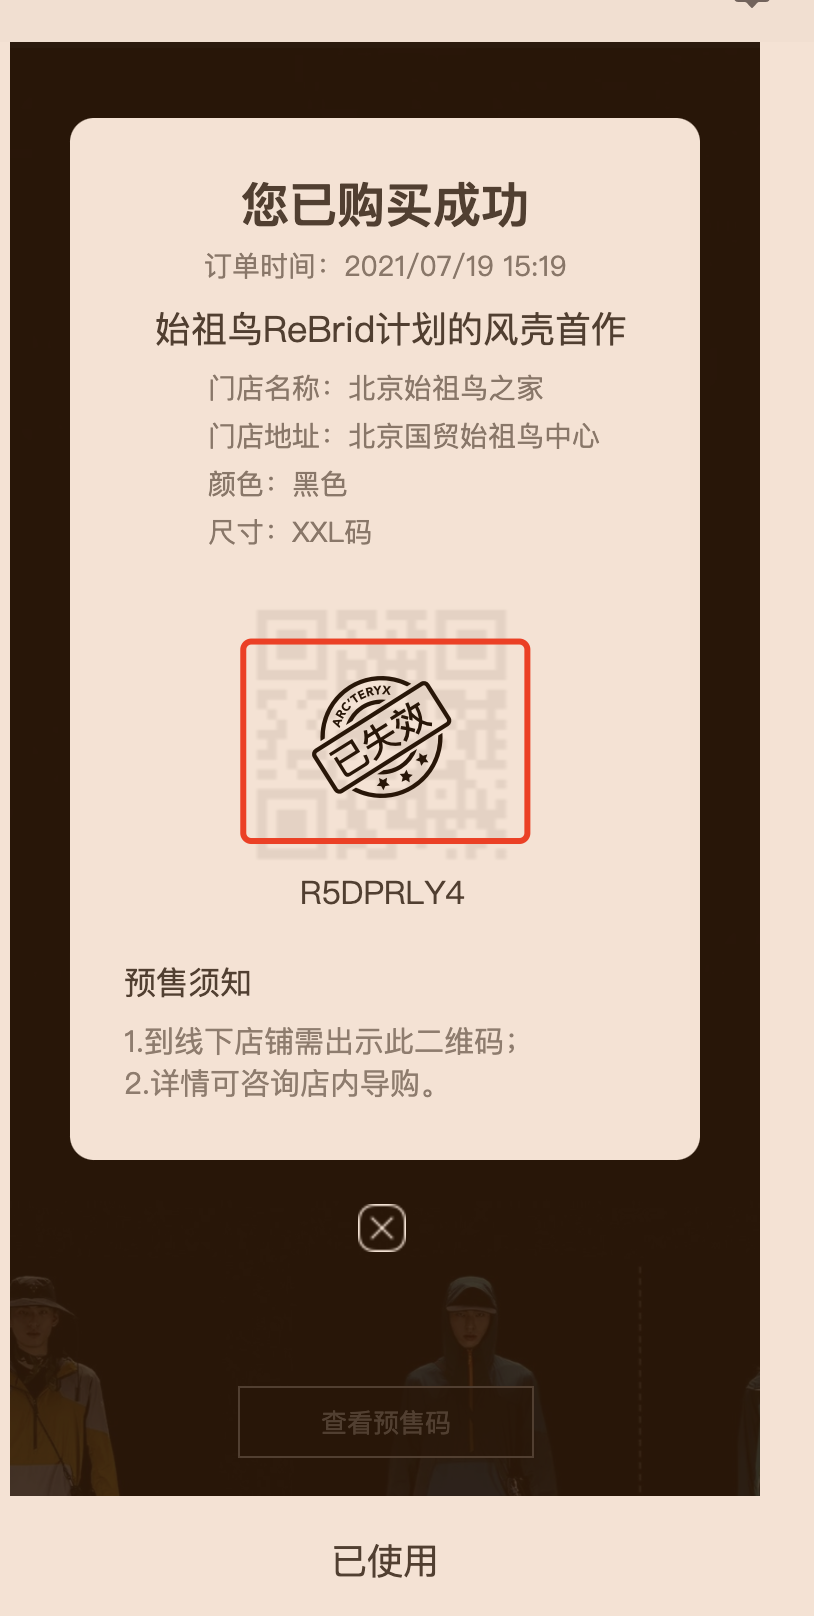 您已购买成功
订单时间：2021/07/19 15:19
始祖鸟ReBrid计划的风壳首作
门店名称：北京始祖鸟之家
门店地址：北京国贸始祖鸟中心
颜色：黑色
尺寸：XXL码
ARC'TERYX
已失效
R5DPRLY4
预售须知
1.到线下店铺需出示此二维码；
2.详情可咨询店内导购。
查看预售码
已使用